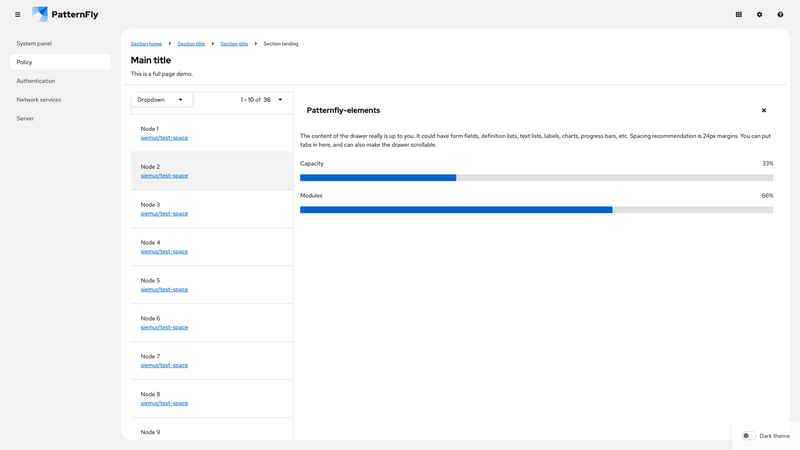 PatternFly
System panel
Policy
Authentication
Network services
Server
Section home
Section title
Section title
Section landing
Main title
This is a full page demo.
Dropdown
1 - 10 of 36
Node 1
siemur/test-space
Node 2
siemur/test-space
Node 3
siemur/test-space
Node 4
siemur/test-space
Node 5
siemur/test-space
Node 6
siemur/test-space
Node 7
siemur/test-space
Node 8
siemur/test-space
Node 9
Patternfly-elements
The content of the drawer really is up to you. It could have form fields, definition lists, text lists, labels, charts, progress bars, etc. Spacing recommendation is 24px margins. You can put
tabs in here, and can also make the drawer scrollable.
Capacity 33%
Modules 66%
Dark theme